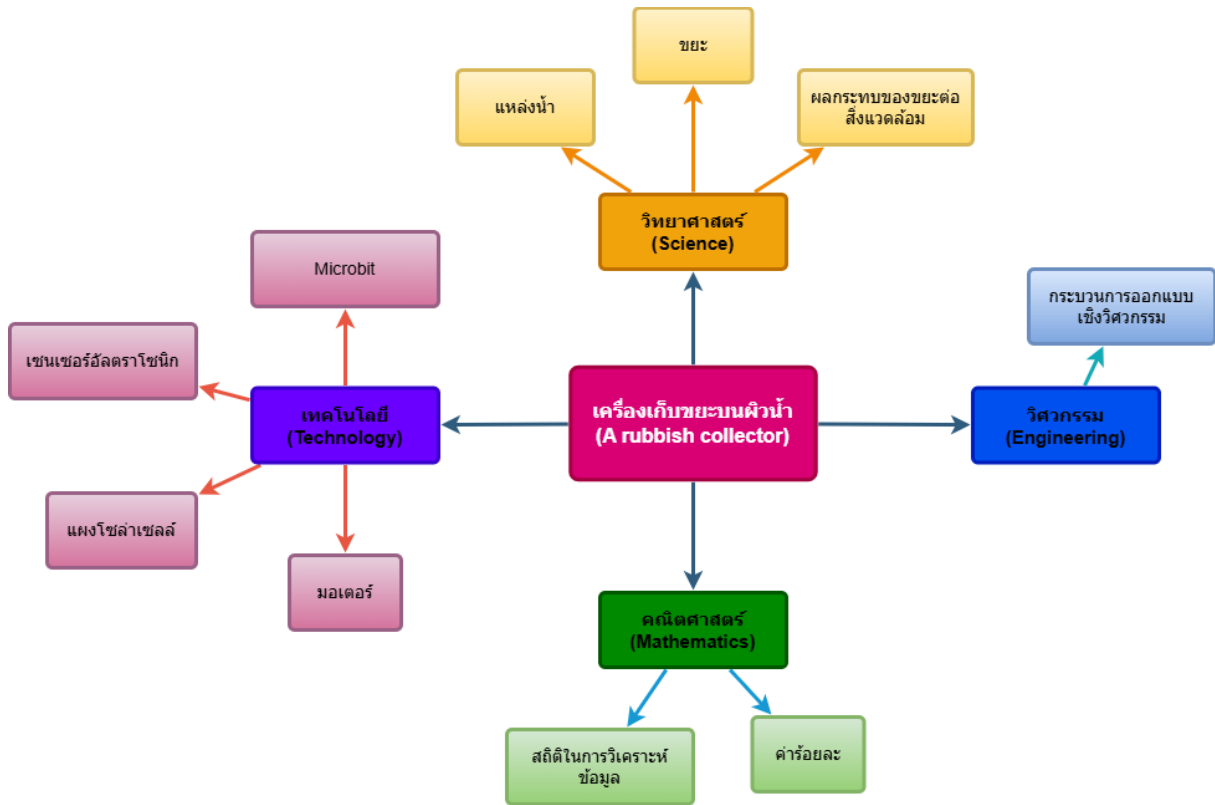 ขยะ
แหล่งน้ำ
ผลกระทบของขยะต่อ
สิ่งแวดล้อม
วิทยาศาสตร์
(Science)
Microbit
กระบวนการออกแบบ
เชิงวิศวกรรม
เซนเซอร์อัลตราโซนิก
เทคโนโลยี
(Technology)
เครื่องเก็บขยะบนผิวน้ำ
(A rubbish collector)
วิศวกรรม
(Engineering)
แผงโซล่าเซลล์
มอเตอร์
คณิตศาสตร์
(Mathematics)
สถิติในการวิเคราะห์
ข้อมูล
ค่าร้อยละ